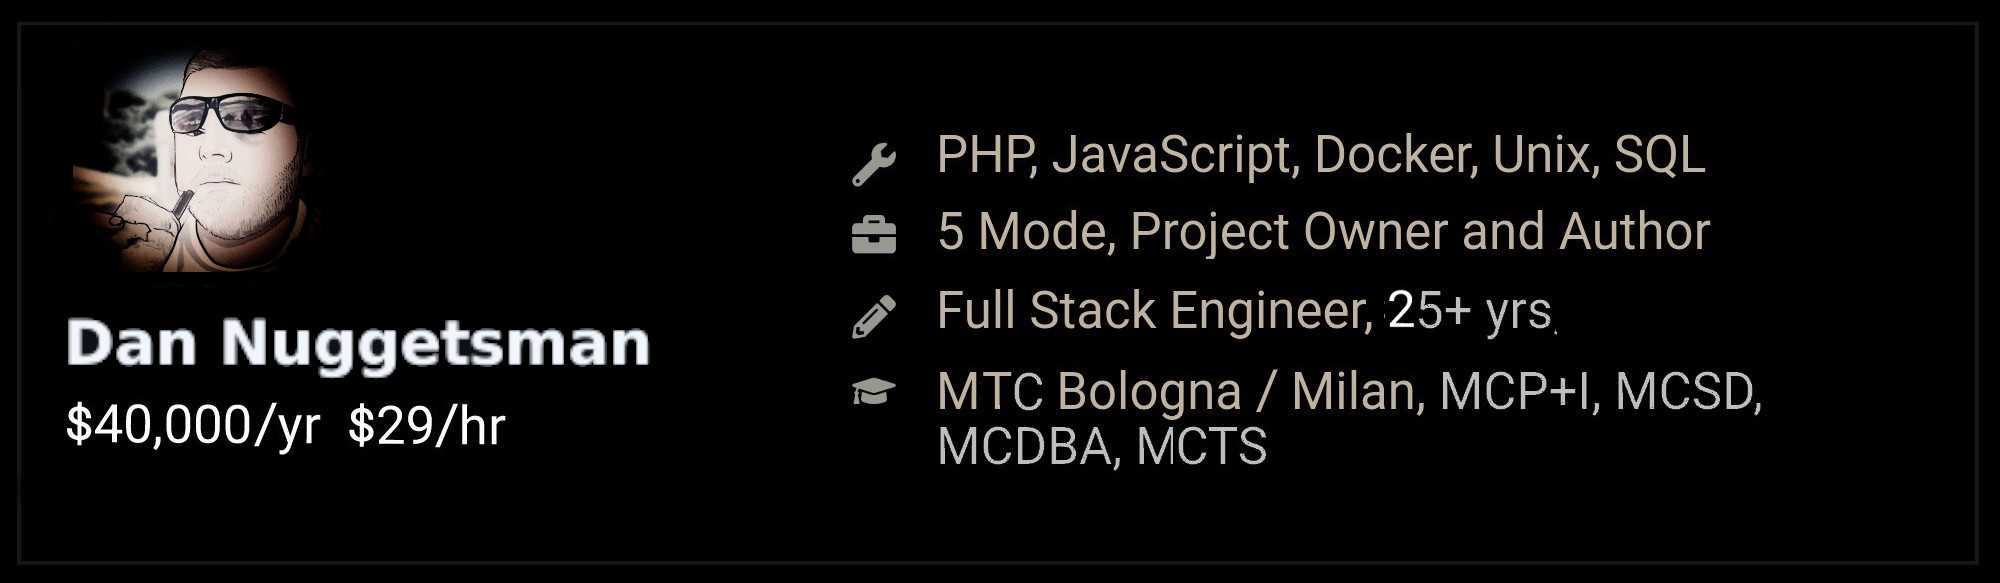 Dan Nuggetsman
$40,000/yr $29/hr
PHP, JavaScript, Docker, Unix, SQL
5 Mode, Project Owner and Author
Full Stack Engineer, 25+ yrs.
MTC Bologna / Milan, MCP+I, MCSD,
MCDBA, MCTS